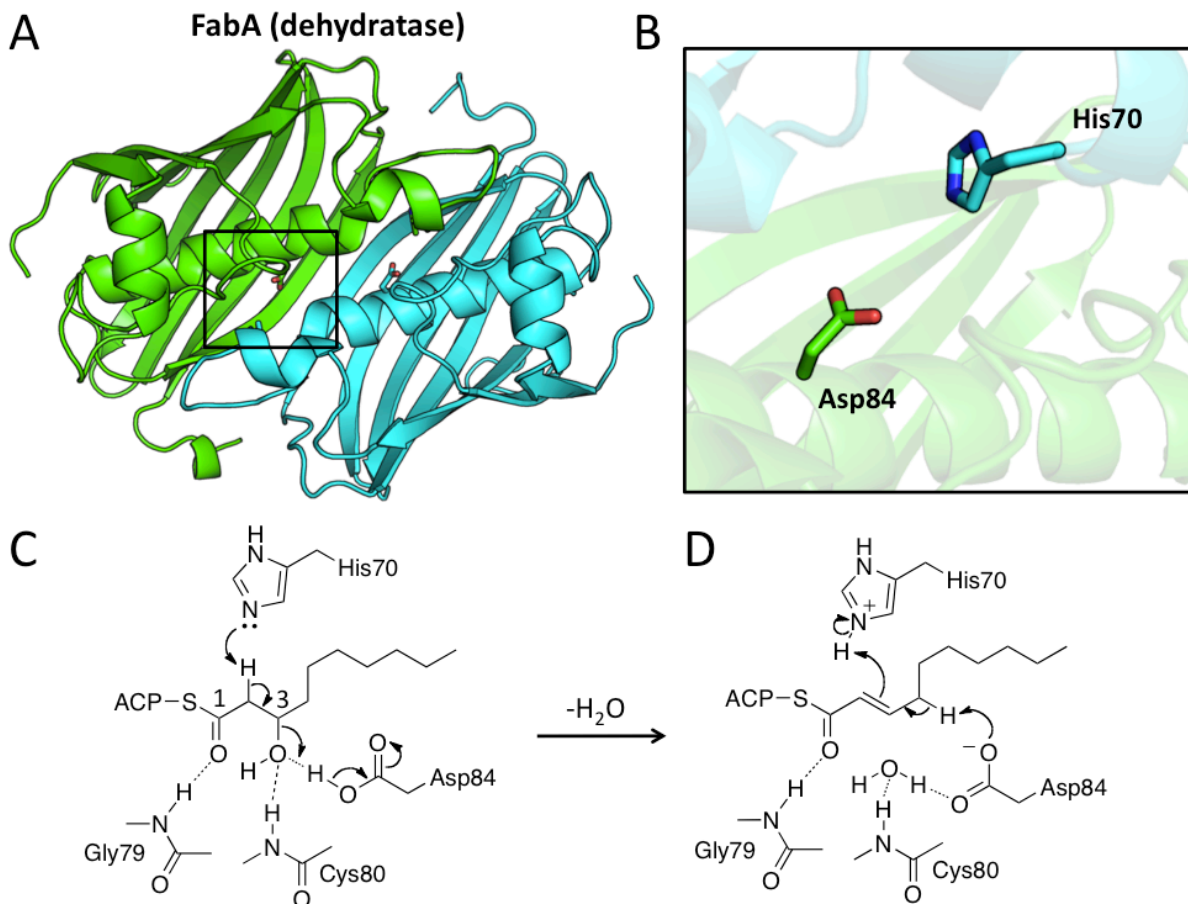 A
FabA (dehydratase)
B
His70
Asp84
C
H
N
His70
N
H
ACP
S
1
3
O
H
O
H
O
O
Asp84
H
N
Gly79
O
H
N
O
Cys80
-H₂O
D
H
N
His70
N
+
H
ACP
S
H
O
O
−
H
O
H
O
Asp84
H
N
Gly79
O
H
N
O
Cys80